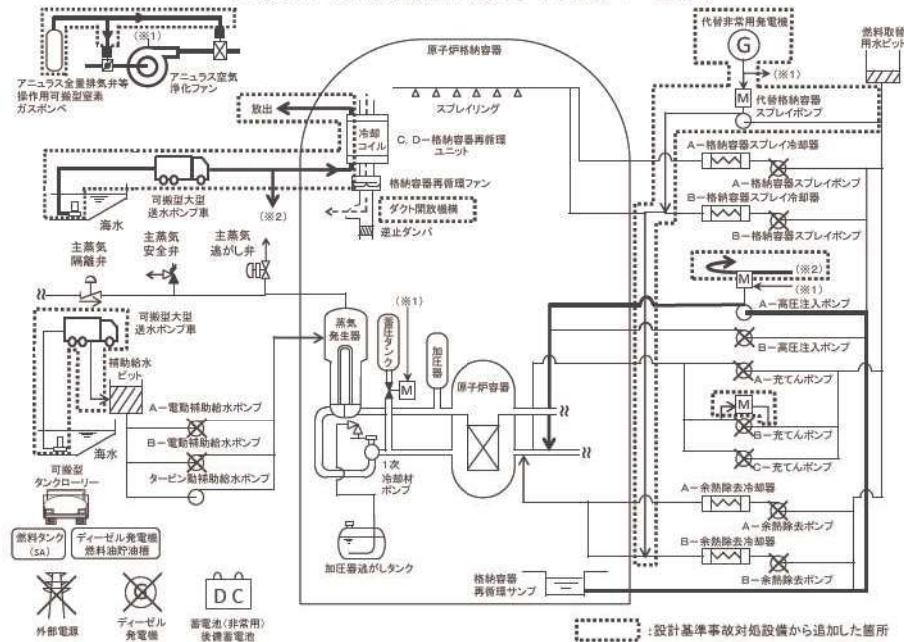 (※1)
アニュラス全量排気弁等
操作用可搬型窒素
ガスボンベ
アニュラス空気
浄化ファン
原子炉格納容器
スプレイリング
放出
冷却
コイル
C,D-格納容器再循環
ユニット
格納容器再循環ファン
ダクト開放機構
逆止ダンパ
可搬型大型
送水ポンプ車
海水
(※2)
代替非常用発電機
G
(※1)
M
代替格納容器
スプレイポンプ
燃料取替
用水ピット
A-格納容器スプレイ冷却器
A-格納容器スプレイポンプ
B-格納容器スプレイ冷却器
B-格納容器スプレイポンプ
主蒸気
隔離弁
主蒸気
安全弁
主蒸気
逃がし弁
可搬型大型
送水ポンプ車
補助給水
ピット
海水
A-電動補助給水ポンプ
B-電動補助給水ポンプ
タービン動補助給水ポンプ
蒸気
発生器
蓄圧タンク
(※1)
M
加圧器
原子炉容器
1次
冷却材
ポンプ
加圧器逃がしタンク
格納容器
再循環サンプ
(※2)
M
(※1)
A-高圧注入ポンプ
B-高圧注入ポンプ
A-充てんポンプ
M
B-充てんポンプ
C-充てんポンプ
A-余熱除去冷却器
A-余熱除去ポンプ
B-余熱除去冷却器
B-余熱除去ポンプ
可搬型
タンクローリー
燃料タンク
(SA)
ディーゼル発電機
燃料油貯油槽
外部電源
ディーゼル
発電機
DC
蓄電池(非常用)
後備蓄電池
:設計基準事故対処設備から追加した箇所